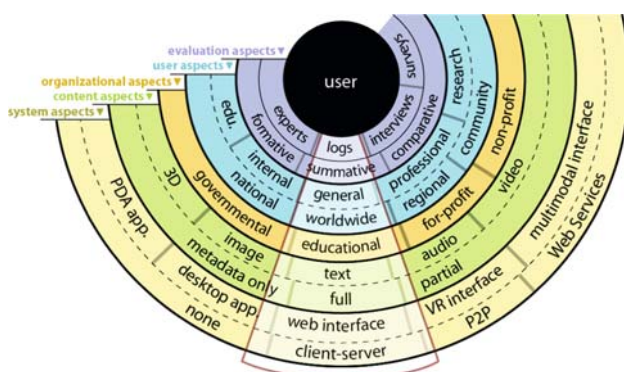 evaluation aspects▼
user aspects▼
organizational aspects▼
content aspects▼
system aspects▼
user
experts
logs
interviews
surveys
formative
summative
comparative
edu.
internal
general
professional
research
national
worldwide
regional
community
governmental
educational
for-profit
non-profit
3D
image
text
audio
video
metadata only
full
partial
PDA app.
desktop app
web interface
VR interface
multimodal interface
none
client-server
P2P
Web Services